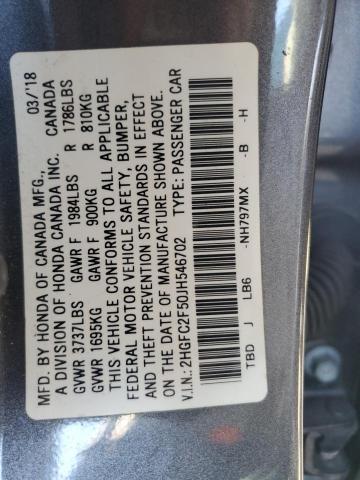 MFD. BY HONDA OF CANADA MFG., 03/'18
A DIVISION OF HONDA CANADA INC. CANADA
GVWR 3737LBS GAWR F 1984LBS R 1786LBS
GVWR 1695KG GAWR F 900KG R 810KG
THIS VEHICLE CONFORMS TO ALL APPLICABLE
FEDERAL MOTOR VEHICLE SAFETY, BUMPER,
AND THEFT PREVENTION STANDARDS IN EFFECT
ON THE DATE OF MANUFACTURE SHOWN ABOVE.
V.I.N.: 2HGFC2F50JH546702 TYPE: PASSENGER CAR
TBD J LB6 -NH797MX -B -H